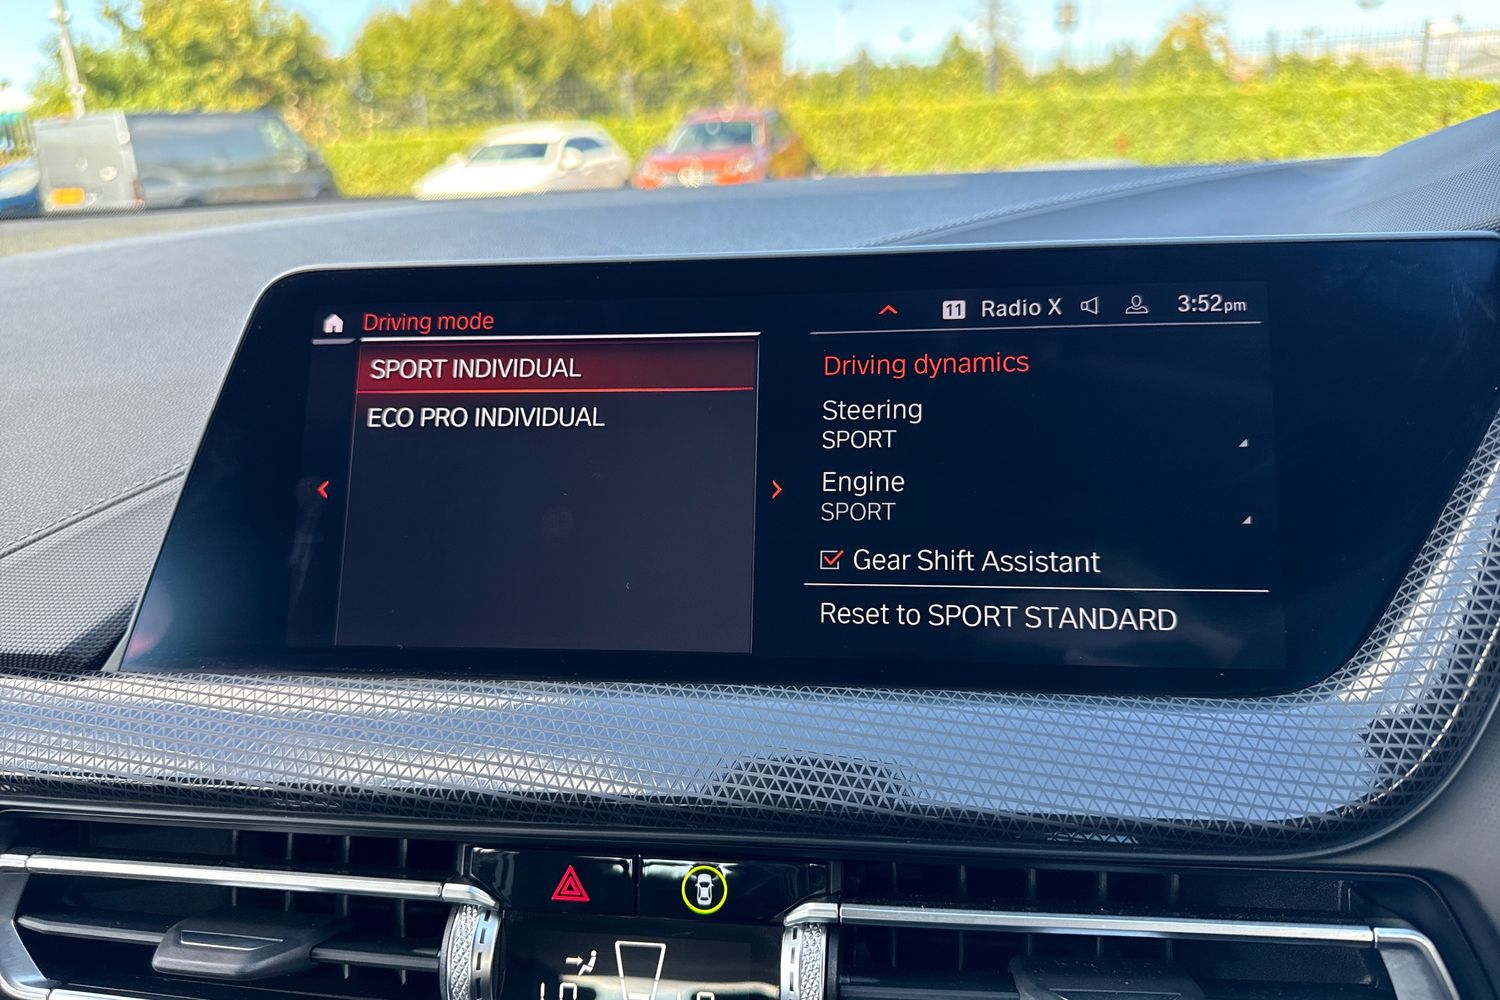 Driving mode
SPORT INDIVIDUAL
ECO PRO INDIVIDUAL
11 Radio X 3:52pm
Driving dynamics
Steering
SPORT
Engine
SPORT
Gear Shift Assistant
Reset to SPORT STANDARD